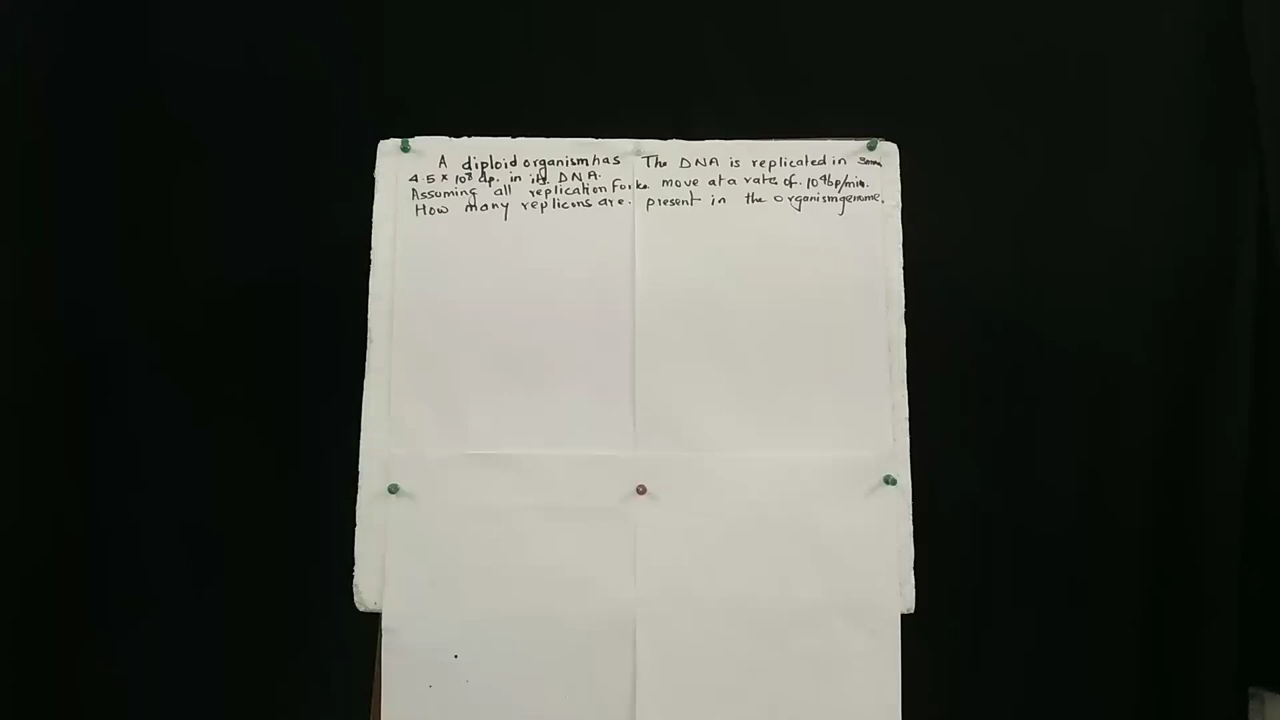 A diploid organism has The DNA is replicated in 3min
4.5 × 10⁸ bp. in its DNA.
Assuming all replication forks move at a rate of 10⁴bp/min.
How many replicons are present in the organism genome.